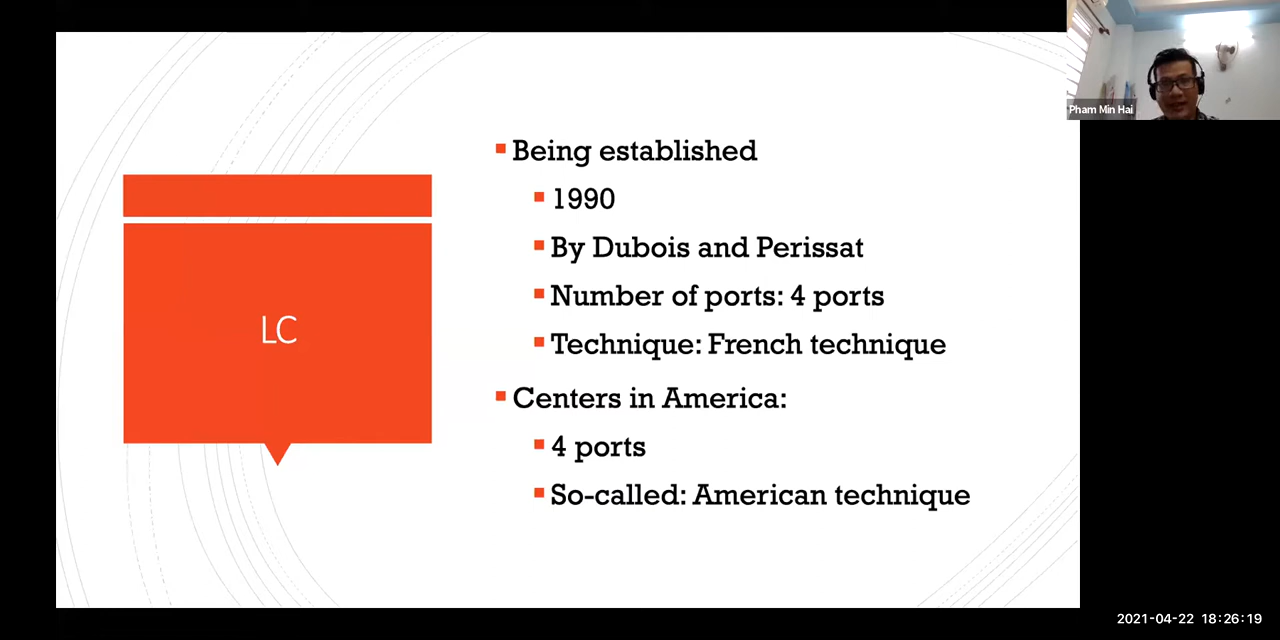 LC
Being established
1990
By Dubois and Perissat
Number of ports: 4 ports
Technique: French technique
Centers in America:
4 ports
So-called: American technique
Pham Min Hai
2021-04-22 18:26:19